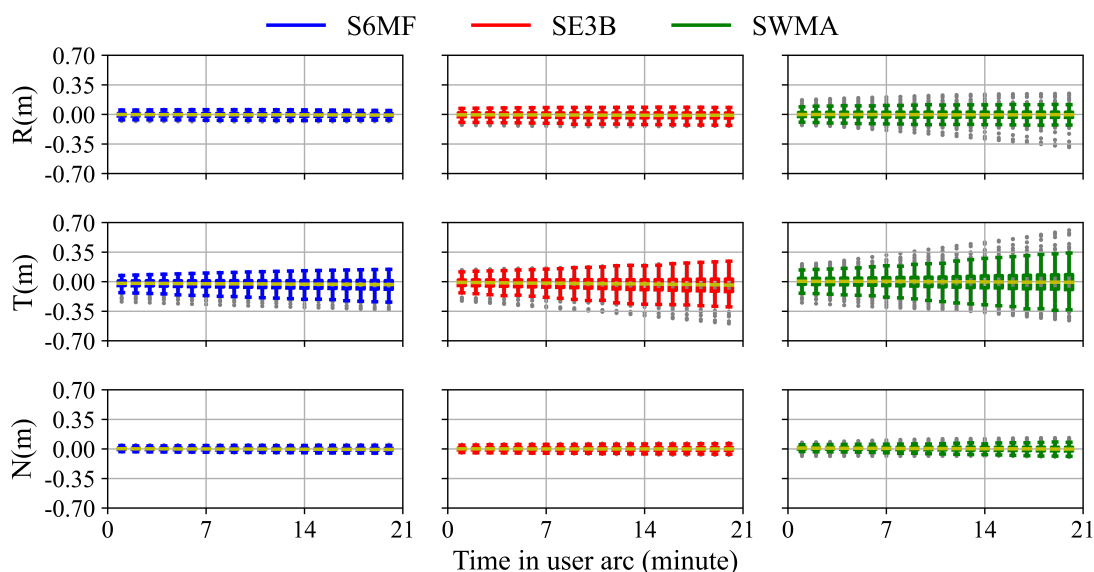 S6MF SE3B SWMA
R(m)
0.70
0.35
0.00
-0.35
-0.70
T(m)
0.70
0.35
0.00
-0.35
-0.70
N(m)
0.70
0.35
0.00
-0.35
-0.70
0 7 14 21 0 7 14 21 0 7 14 21
Time in user arc (minute)